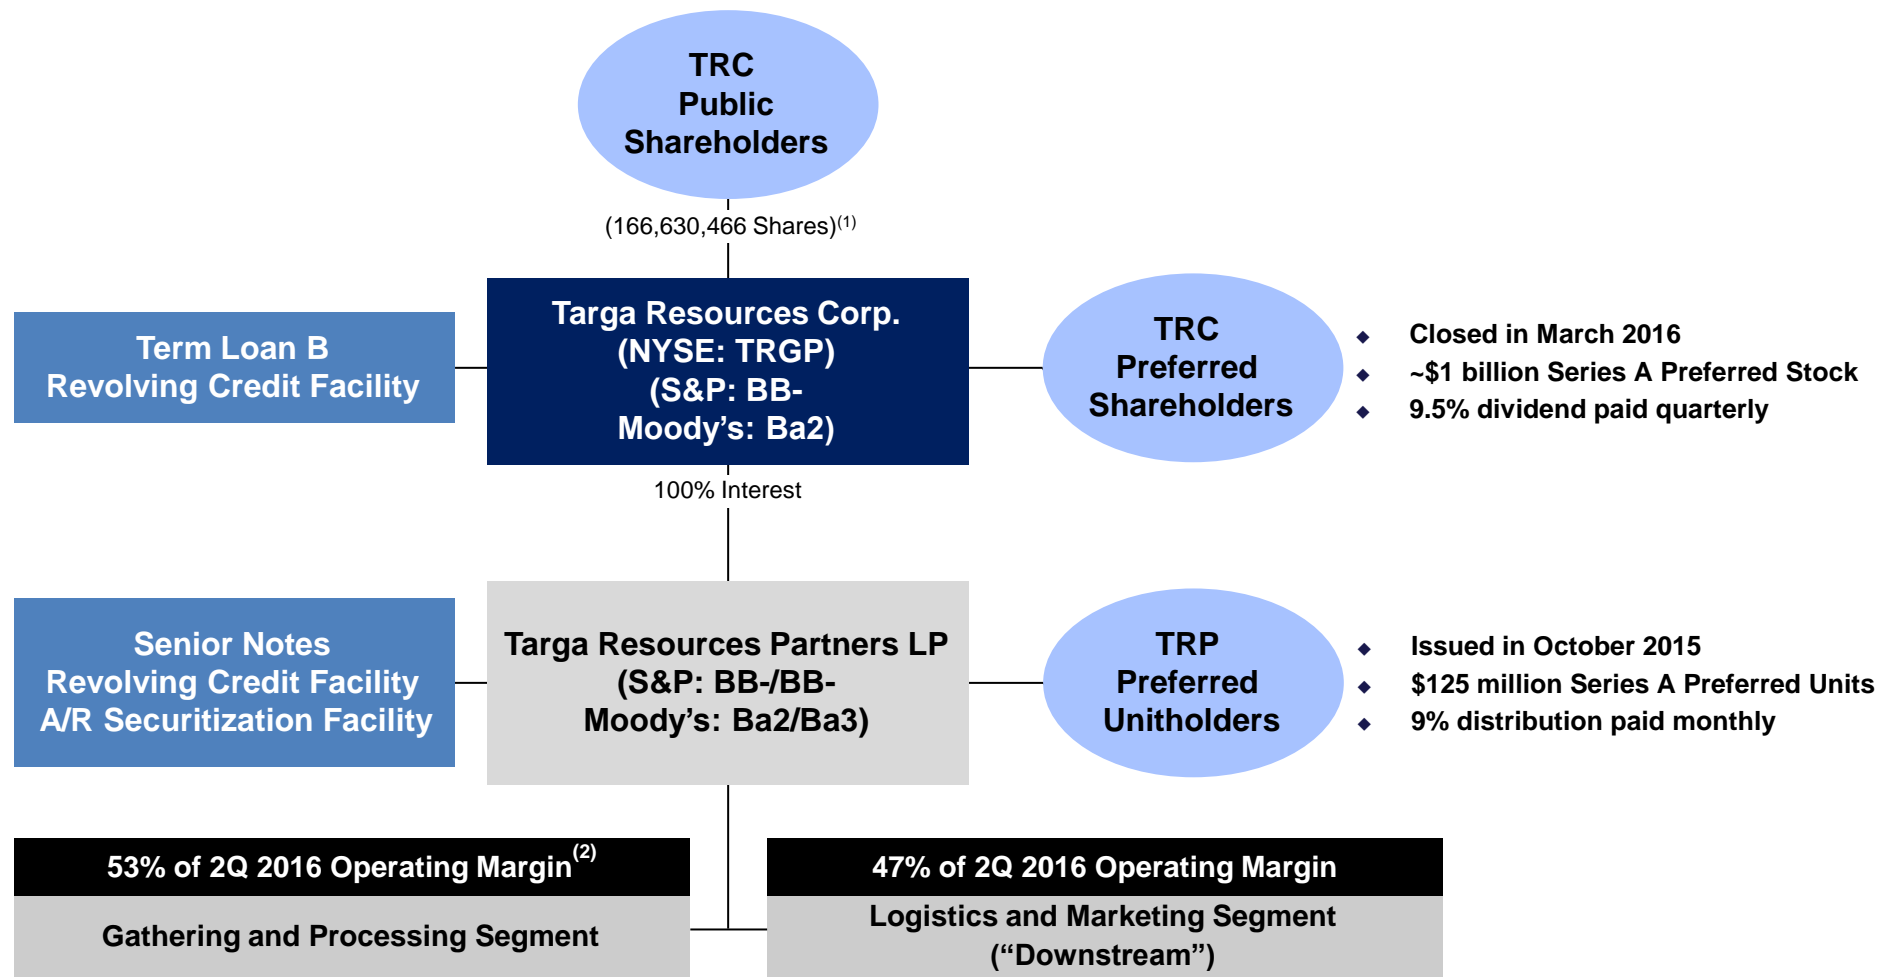 TRC
Public
Shareholders
(166,630,466 Shares)(1)
Term Loan B
Revolving Credit Facility
Targa Resources Corp.
(NYSE: TRGP)
(S&P: BB-
Moody’s: Ba2)
TRC
Preferred
Shareholders
◆ Closed in March 2016
◆ ~$1 billion Series A Preferred Stock
◆ 9.5% dividend paid quarterly
100% Interest
Senior Notes
Revolving Credit Facility
A/R Securitization Facility
Targa Resources Partners LP
(S&P: BB-/BB-
Moody’s: Ba2/Ba3)
TRP
Preferred
Unitholders
◆ Issued in October 2015
◆ $125 million Series A Preferred Units
◆ 9% distribution paid monthly
53% of 2Q 2016 Operating Margin(2)
Gathering and Processing Segment
47% of 2Q 2016 Operating Margin
Logistics and Marketing Segment
(“Downstream”)